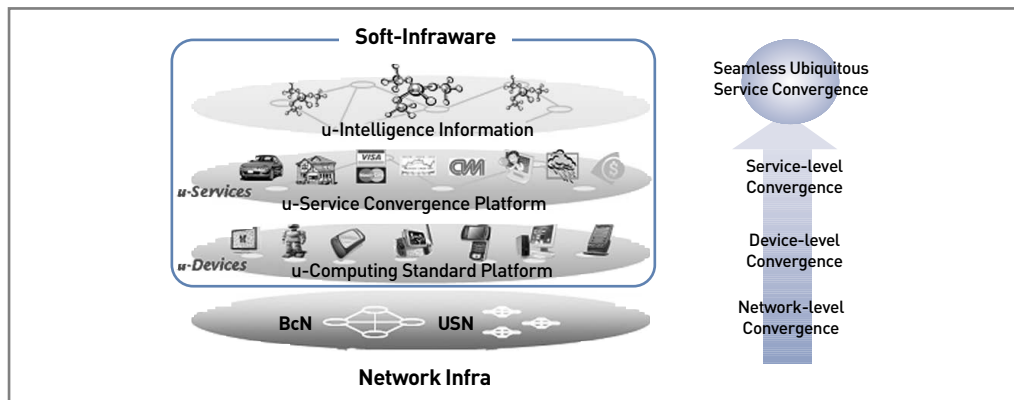 Soft-Infraware
u-Intelligence Information
VISA
u-Services
u-Service Convergence Platform
u-Devices
u-Computing Standard Platform
BcN
USN
Network Infra
Seamless Ubiquitous
Service Convergence
Service-level
Convergence
Device-level
Convergence
Network-level
Convergence